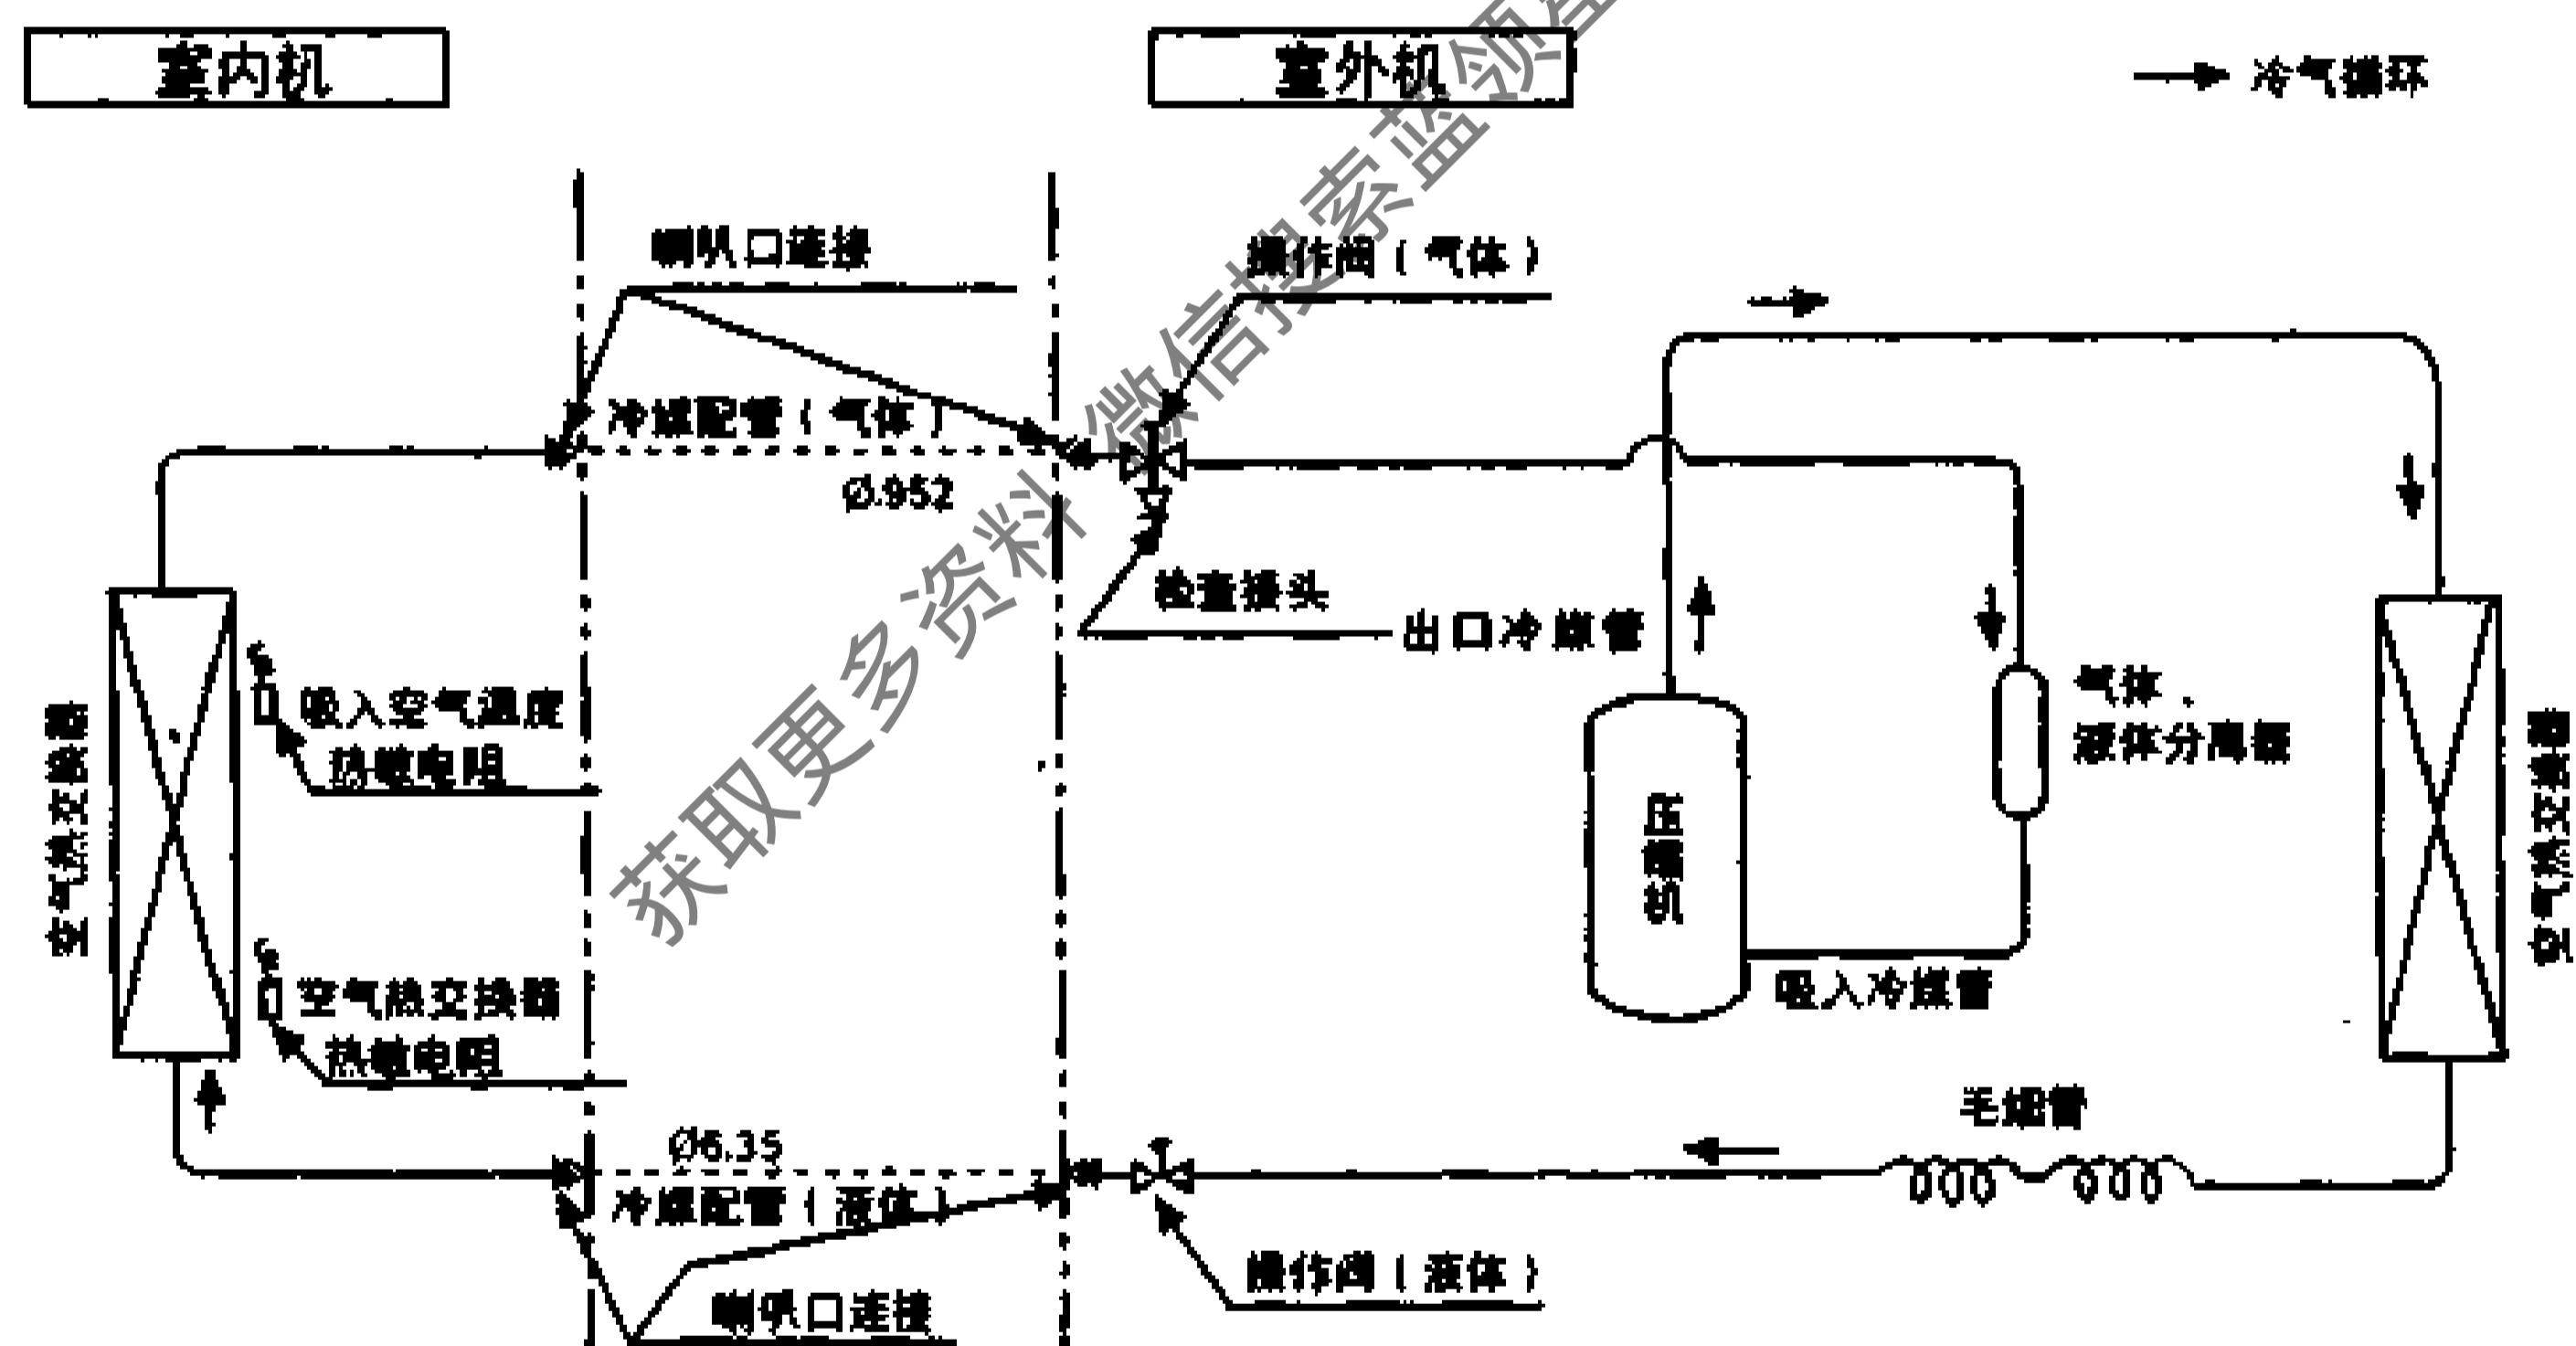 室内机
室外机
冷气循环
喇叭口连接
操作阀（气体）
冷媒配管（气体）
Ø.952
检查接头
出口冷媒管
吸入空气温度
热敏电阻
气体．
液体分离器
空气热交换器
压缩机
空气热交换器
空气热交换器
热敏电阻
吸入冷媒管
毛细管
Ø6.35
冷媒配管（液体）
操作阀（液体）
喇叭口连接
获取更多资料 微信搜索蓝领